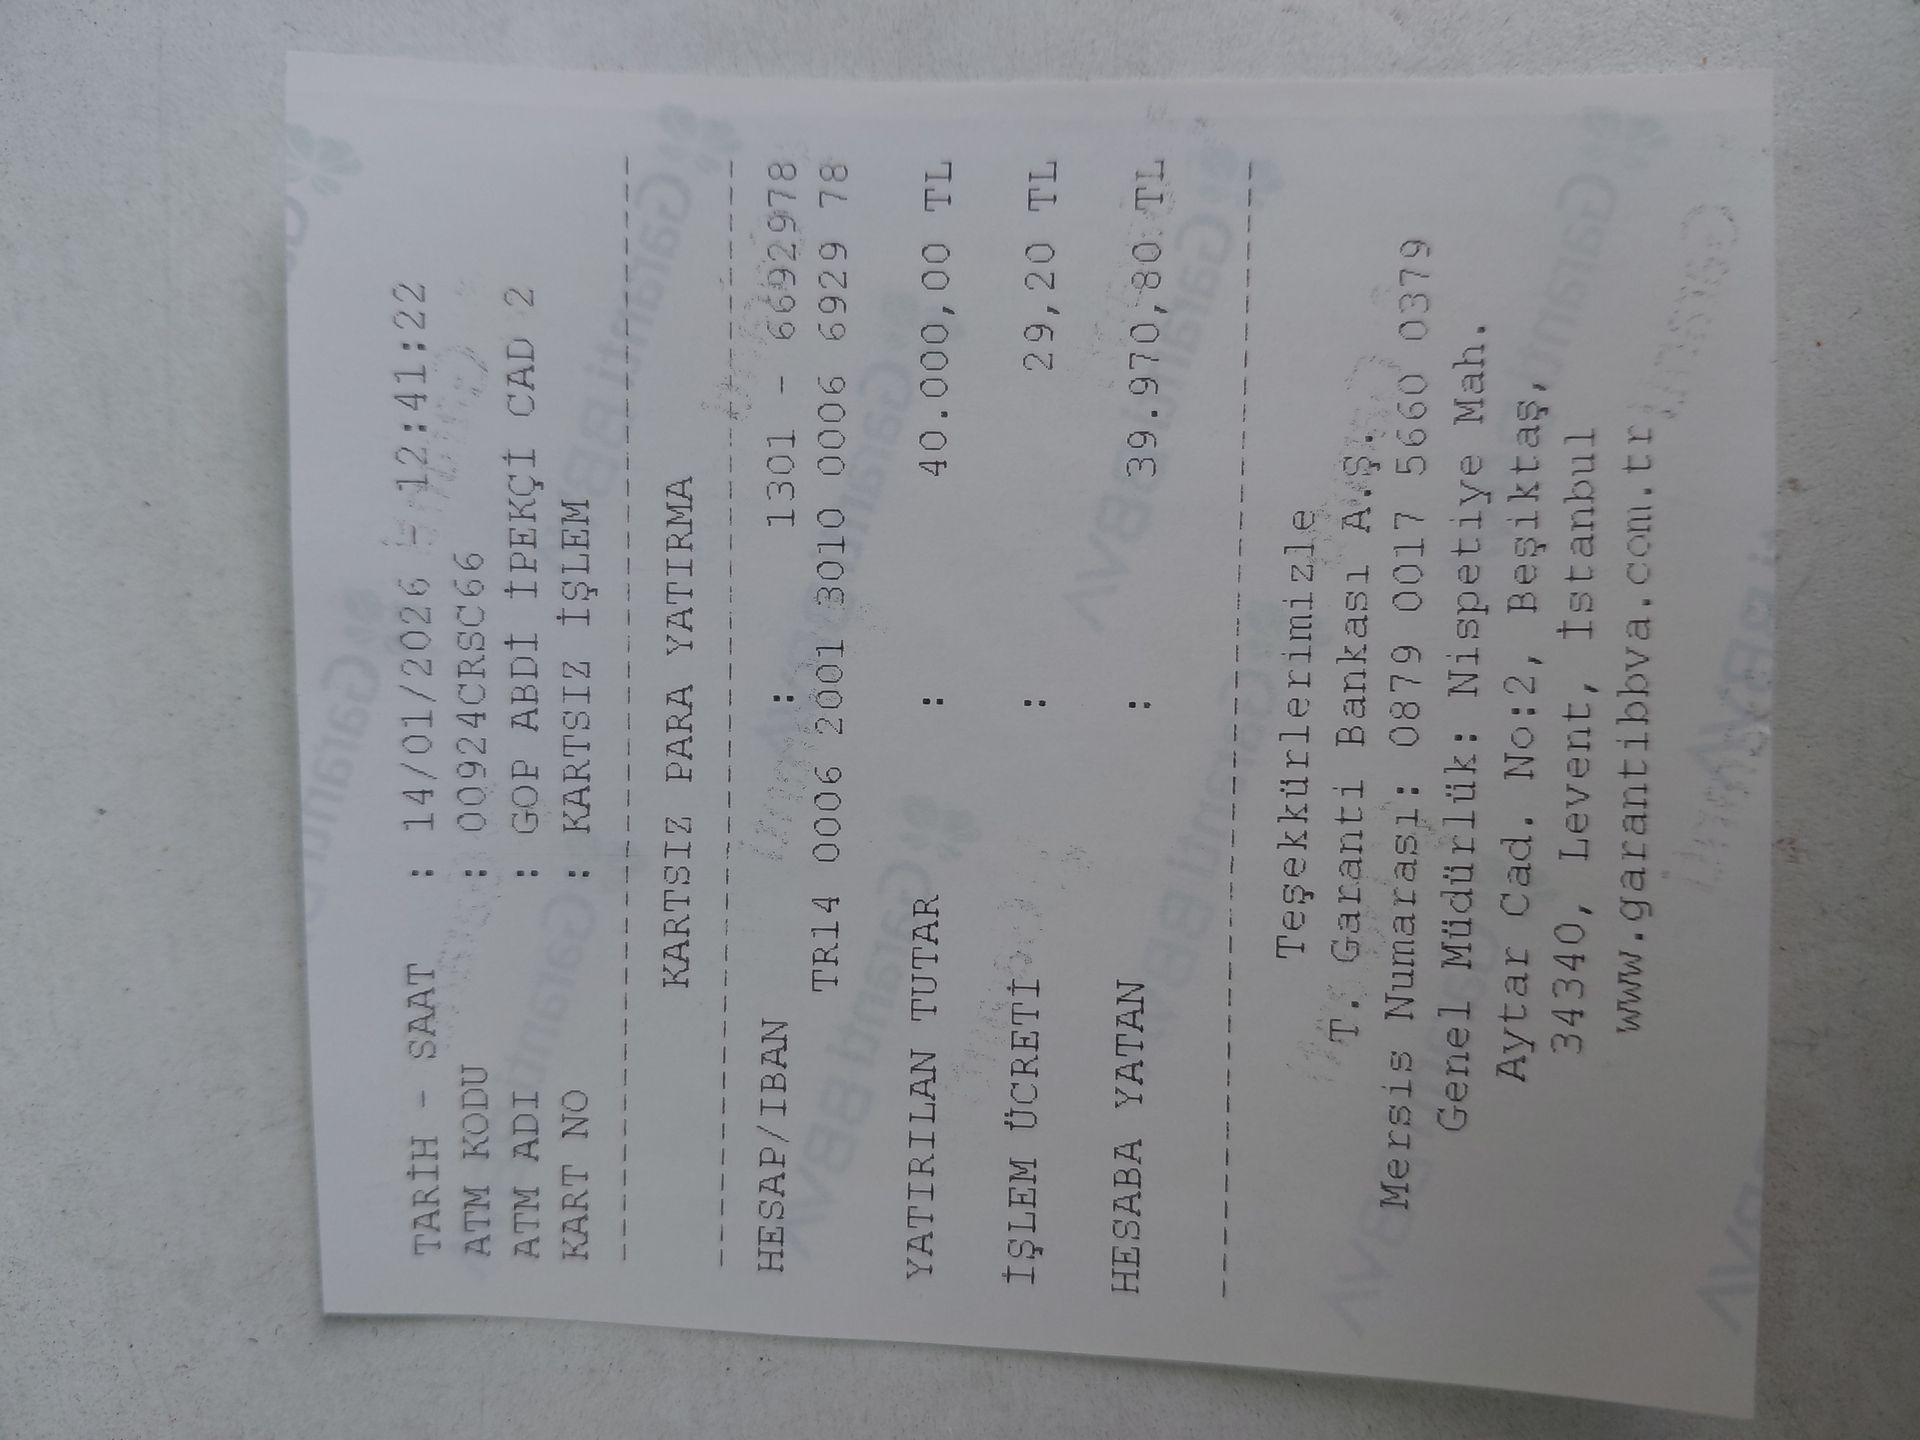 TARİH - SAAT : 14/01/2026 - 12:41:22
ATM KODU : 00924CRSC66
ATM ADI : GOP ABDİ İPEKÇİ CAD 2
KART NO : KARTSIZ İŞLEM
KARTSIZ PARA YATIRMA
HESAP/IBAN : 1301 - 6692978
TR14 0006 2001 3010 0006 6929 78
YATIRILAN TUTAR : 40.000,00 TL
İŞLEM ÜCRETİ : 29,20 TL
HESABA YATAN : 39.970,80 TL
Teşekkürlerimizle
T. Garanti Bankası A.Ş.
Mersis Numarası: 0879 0017 5660 0379
Genel Müdürlük: Nispetiye Mah.
Aytar Cad. No:2, Beşiktaş,
34340, Levent, İstanbul
www.garantibbva.com.tr